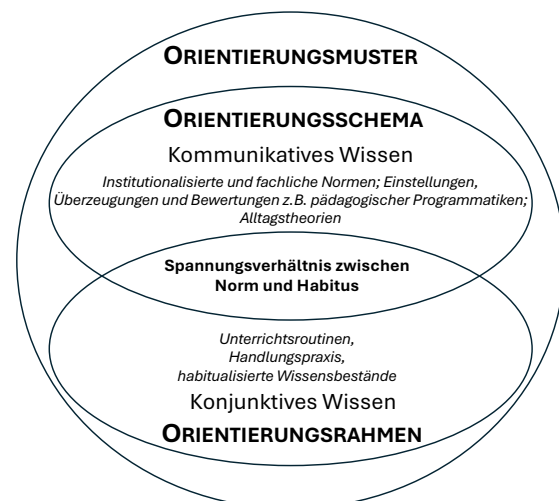 ORIENTIERUNGSMUSTER
ORIENTIERUNGSSCHEMA
Kommunikatives Wissen
Institutionalisierte und fachliche Normen; Einstellungen,
Überzeugungen und Bewertungen z.B. pädagogischer Programmatiken;
Alltagstheorien
Spannungsverhältnis zwischen
Norm und Habitus
Unterrichtsroutinen,
Handlungspraxis,
habitualisierte Wissensbestände
Konjunktives Wissen
ORIENTIERUNGSRAHMEN